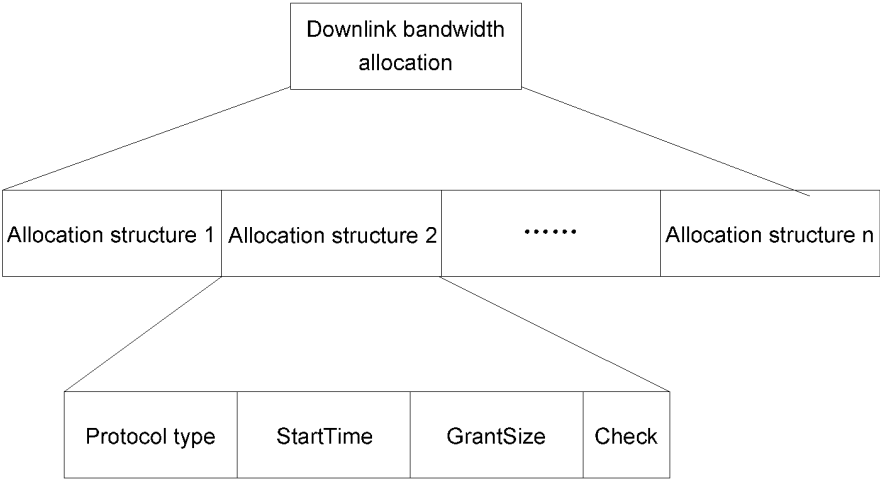 Downlink bandwidth
allocation
Allocation structure 1
Allocation structure 2
······
Allocation structure n
Protocol type
StartTime
GrantSize
Check